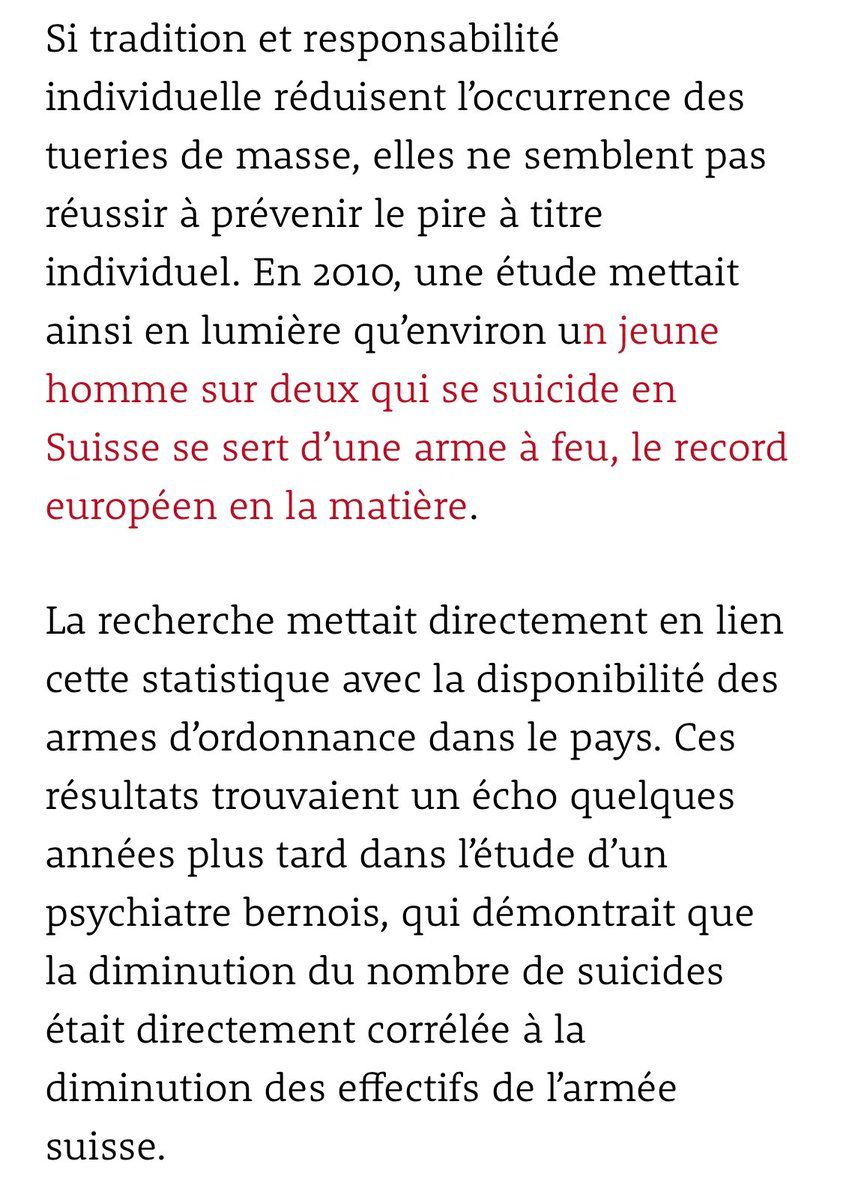 Si tradition et responsabilité
individuelle réduisent l’occurrence des
tueries de masse, elles ne semblent pas
réussir à prévenir le pire à titre
individuel. En 2010, une étude mettait
ainsi en lumière qu’environ un jeune
homme sur deux qui se suicide en
Suisse se sert d’une arme à feu, le record
européen en la matière.
La recherche mettait directement en lien
cette statistique avec la disponibilité des
armes d’ordonnance dans le pays. Ces
résultats trouvaient un écho quelques
années plus tard dans l’étude d’un
psychiatre bernois, qui démontrait que
la diminution du nombre de suicides
était directement corrélée à la
diminution des effectifs de l’armée
suisse.